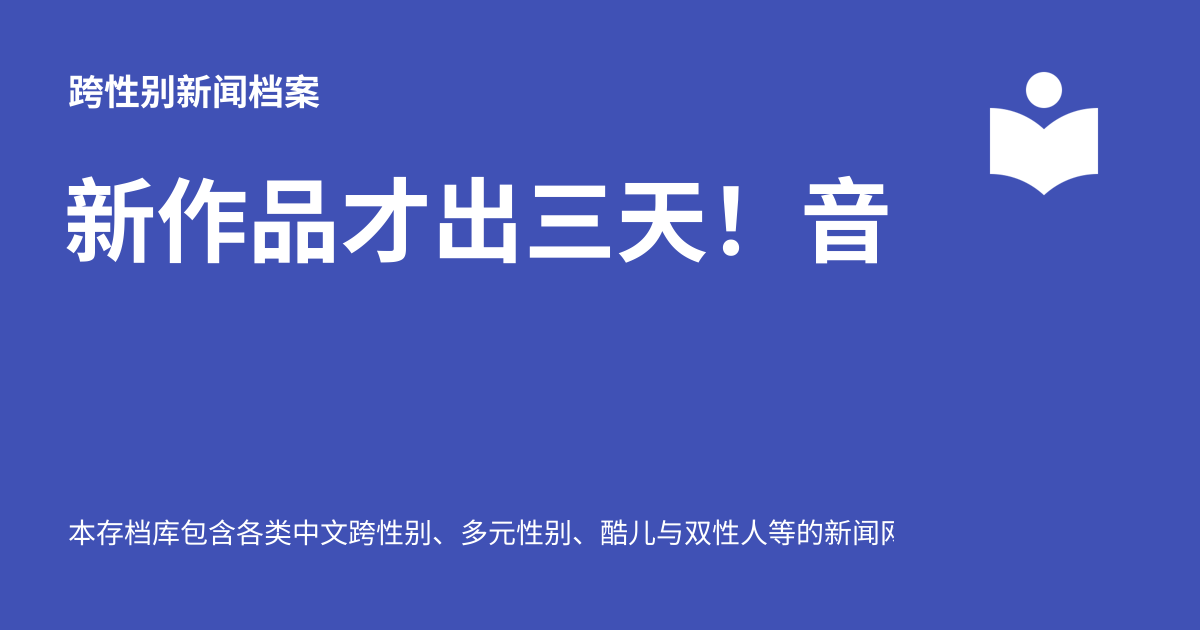 跨性别新闻档案
新作品才出三天！音
本存档库包含各类中文跨性别、多元性别、酷儿与双性人等的新闻